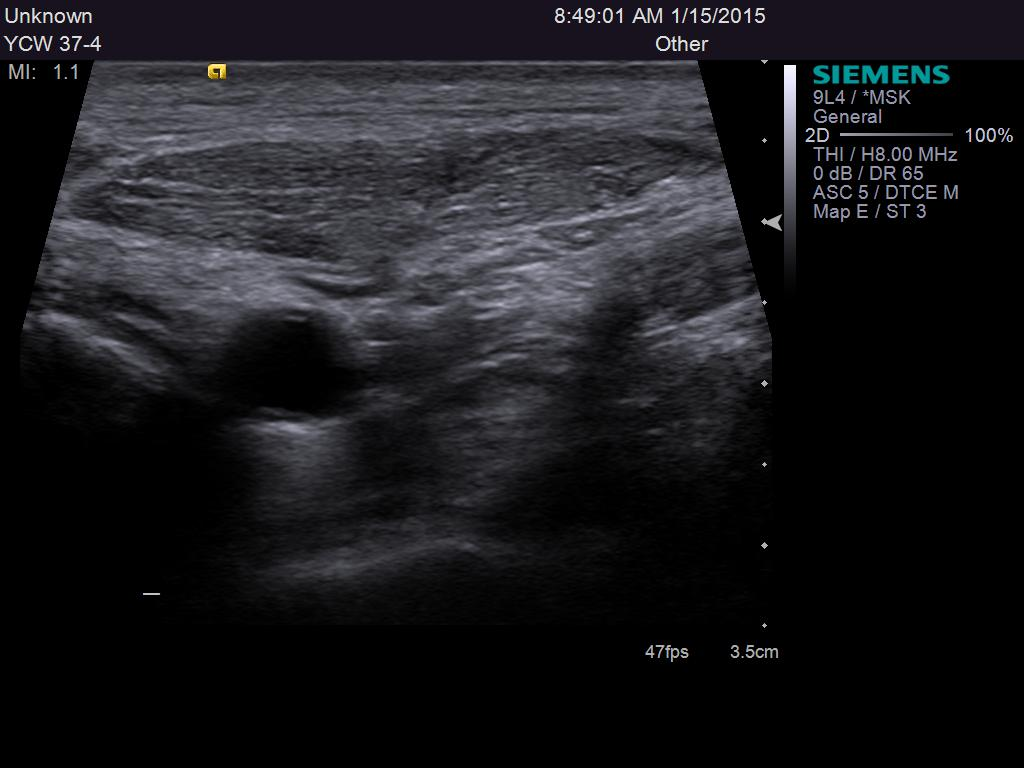 Unknown
8:49:01 AM 1/15/2015
YCW 37-4
Other
MI: 1.1
SIEMENS
9L4 / *MSK
General
2D 100%
THI / H8.00 MHz
0 dB / DR 65
ASC 5 / DTCE M
Map E / ST 3
47fps 3.5cm